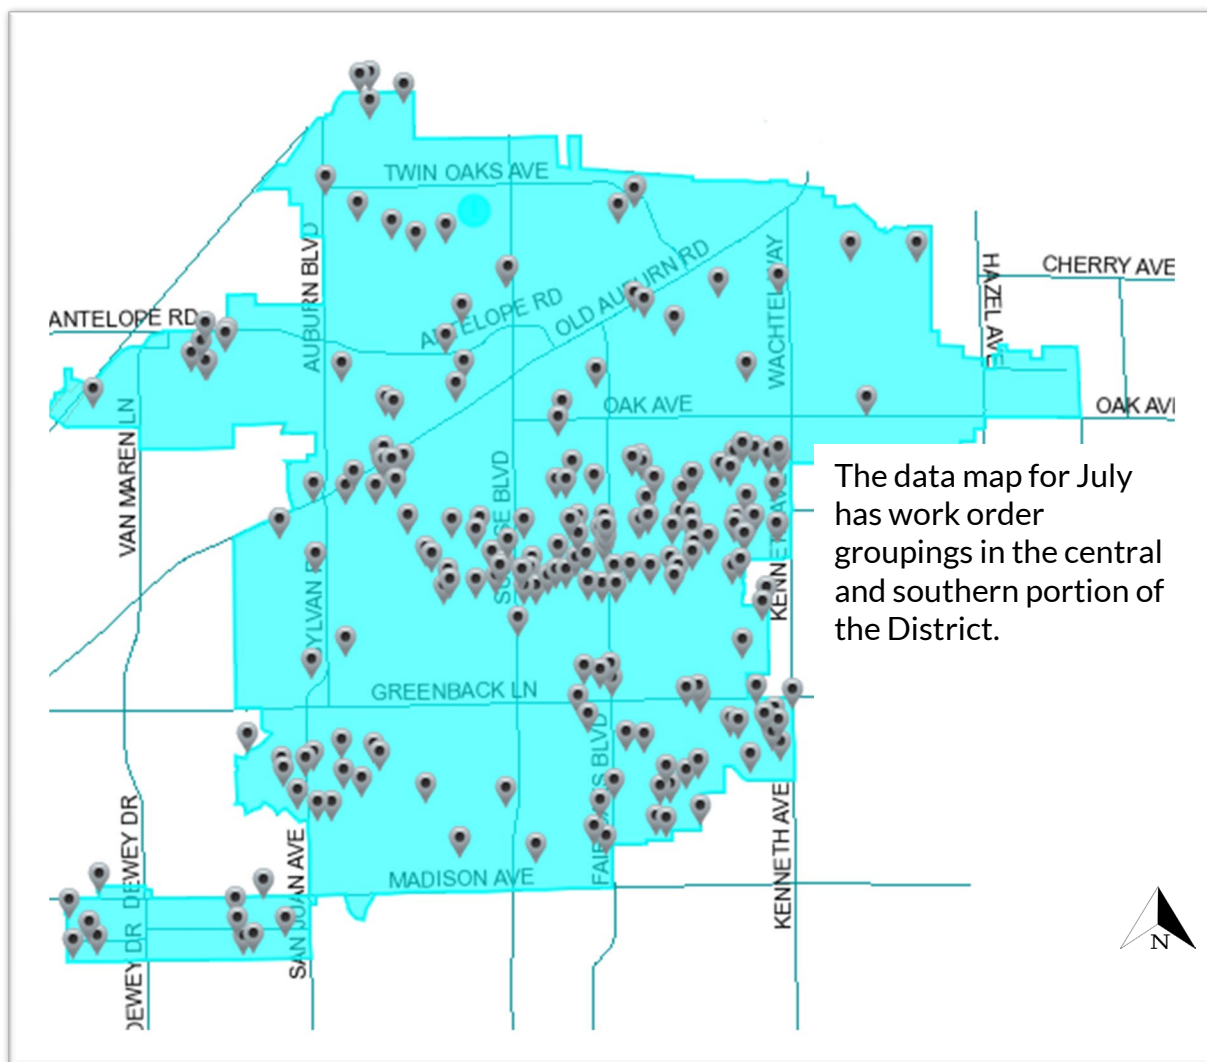 TWIN OAKS AVE
AUBURN BLVD
ANTELOPE RD
OLD AUBURN RD
WACHTEL WAY
HAZEL AVE
CHERRY AVE
ANTELOPE RD
OAK AVE
OAK AVE
VAN MAREN LN
BLVD
The data map for July
has work order
groupings in the central
and southern portion of
the District.
GREENBACK LN
BLVD
DEWEY DR
DEWEY DR
SAN JUAN AVE
MADISON AVE
KENNETH AVE
N